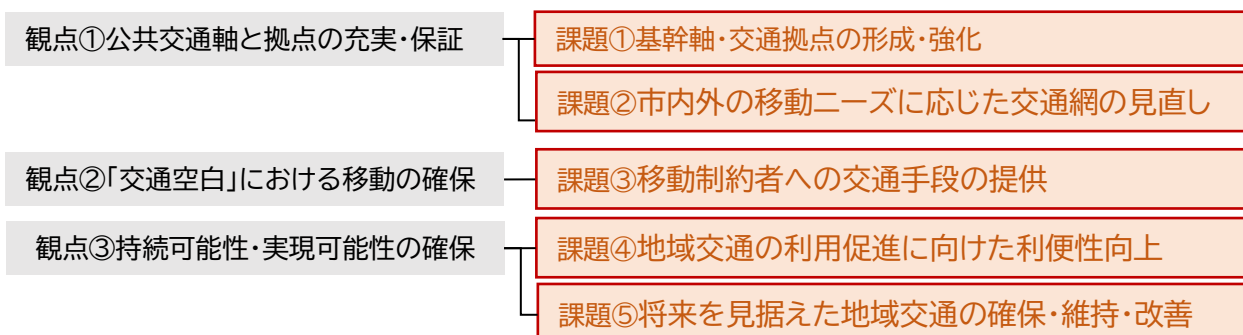 観点①公共交通軸と拠点の充実・保証
課題①基幹軸・交通拠点の形成・強化
課題②市内外の移動ニーズに応じた交通網の見直し
観点②「交通空白」における移動の確保
課題③移動制約者への交通手段の提供
観点③持続可能性・実現可能性の確保
課題④地域交通の利用促進に向けた利便性向上
課題⑤将来を見据えた地域交通の確保・維持・改善